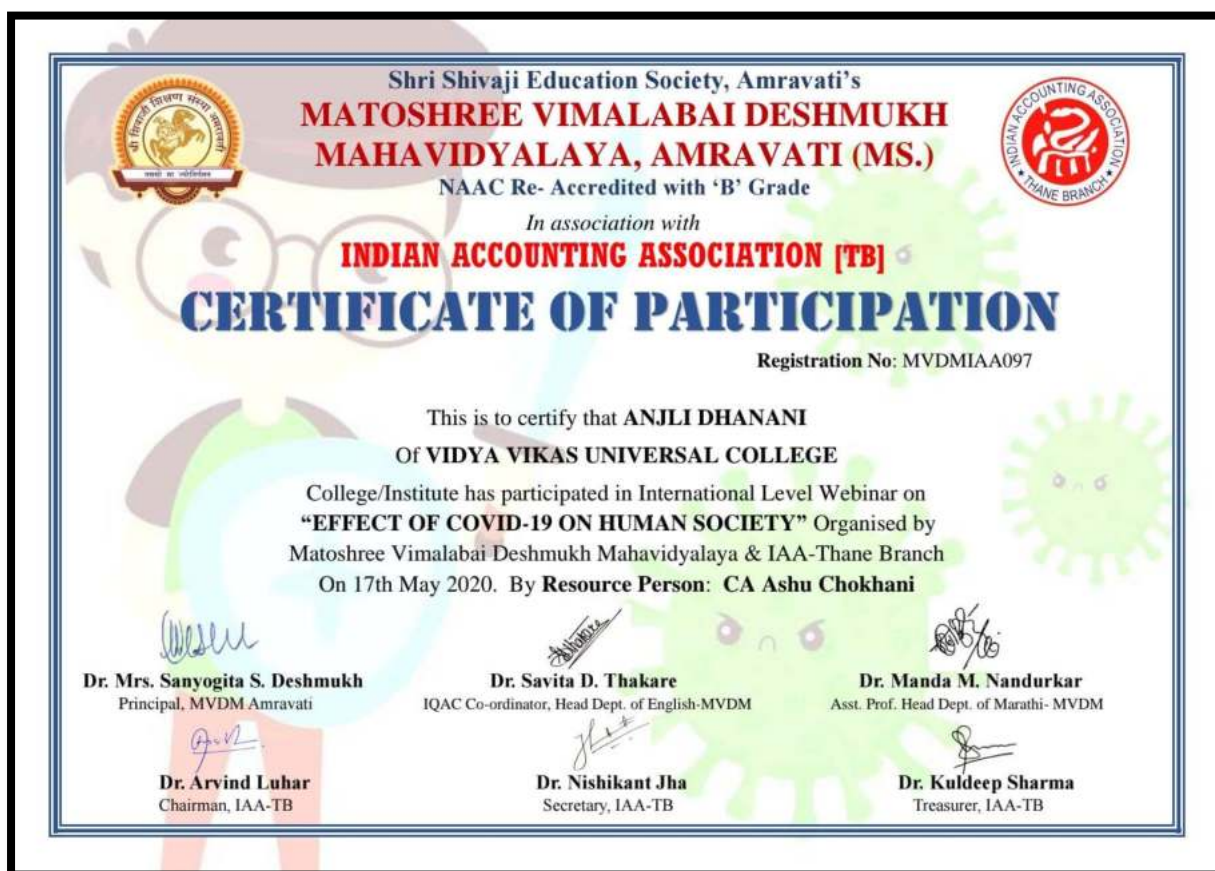 Shri Shivaji Education Society, Amravati's
MATOSHREE VIMALABAI DESHMUKH
MAHAVIDYALAYA, AMRAVATI (MS.)
NAAC Re- Accredited with ‘B’ Grade
In association with
INDIAN ACCOUNTING ASSOCIATION [TB]
CERTIFICATE OF PARTICIPATION
Registration No: MVDMIAA097
This is to certify that ANJLI DHANANI
Of VIDYA VIKAS UNIVERSAL COLLEGE
College/Institute has participated in International Level Webinar on
“EFFECT OF COVID-19 ON HUMAN SOCIETY” Organised by
Matoshree Vimalabai Deshmukh Mahavidyalaya & IAA-Thane Branch
On 17th May 2020. By Resource Person: CA Ashu Chokhani
Dr. Mrs. Sanyogita S. Deshmukh
Principal, MVDM Amravati
Dr. Savita D. Thakare
IQAC Co-ordinator, Head Dept. of English-MVDM
Dr. Manda M. Nandurkar
Asst. Prof. Head Dept. of Marathi- MVDM
Dr. Arvind Luhar
Chairman, IAA-TB
Dr. Nishikant Jha
Secretary, IAA-TB
Dr. Kuldeep Sharma
Treasurer, IAA-TB
श्री शिवाजी शिक्षण संस्था अमरावती
INDIAN ACCOUNTING ASSOCIATION
THANE BRANCH